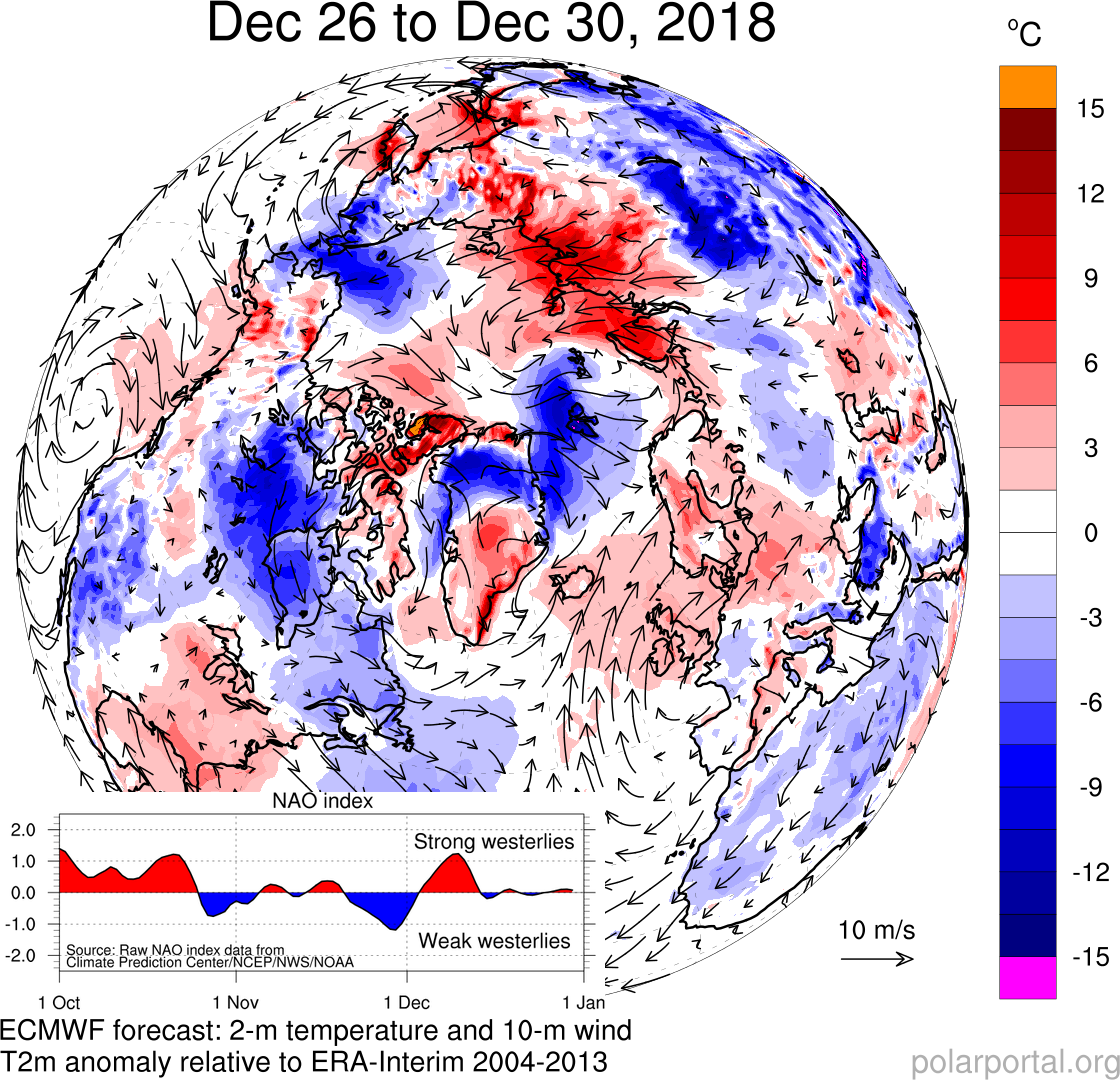 Dec 26 to Dec 30, 2018
°C
15
12
9
6
3
0
-3
-6
-9
-12
-15
NAO index
2.0
1.0
0.0
-1.0
-2.0
Strong westerlies
Weak westerlies
Source: Raw NAO index data from
Climate Prediction Center/NCEP/NWS/NOAA
1 Oct
1 Nov
1 Dec
1 Jan
10 m/s
ECMWF forecast: 2-m temperature and 10-m wind
T2m anomaly relative to ERA-Interim 2004-2013
polarportal.org